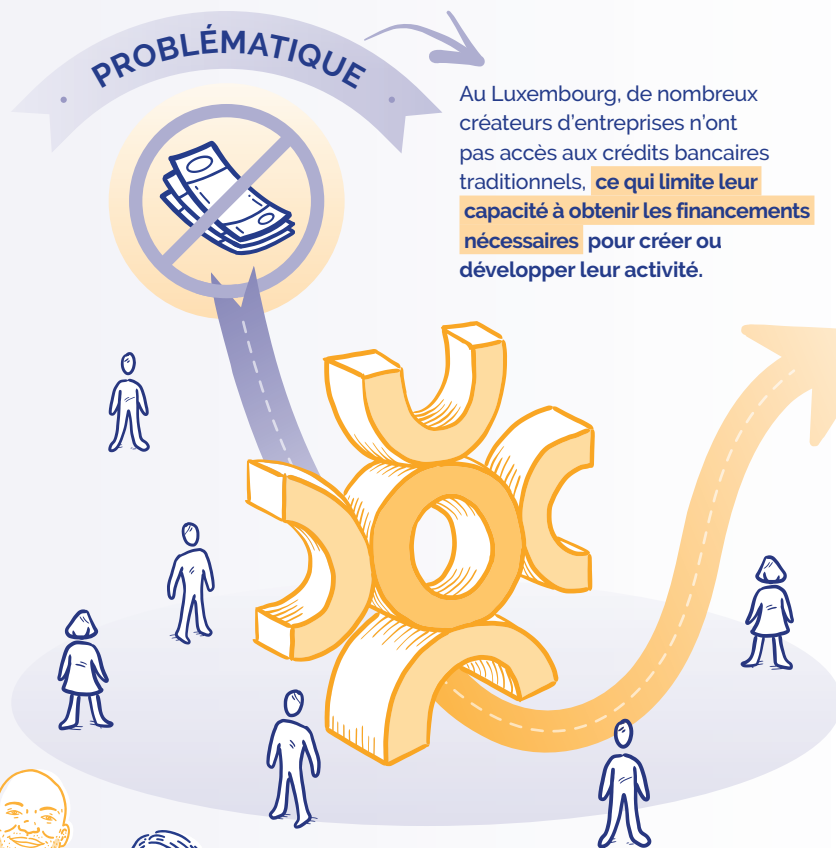 PROBLÉMATIQUE
Au Luxembourg, de nombreux
créateurs d’entreprises n’ont
pas accès aux crédits bancaires
traditionnels, ce qui limite leur
capacité à obtenir les financements
nécessaires pour créer ou
développer leur activité.